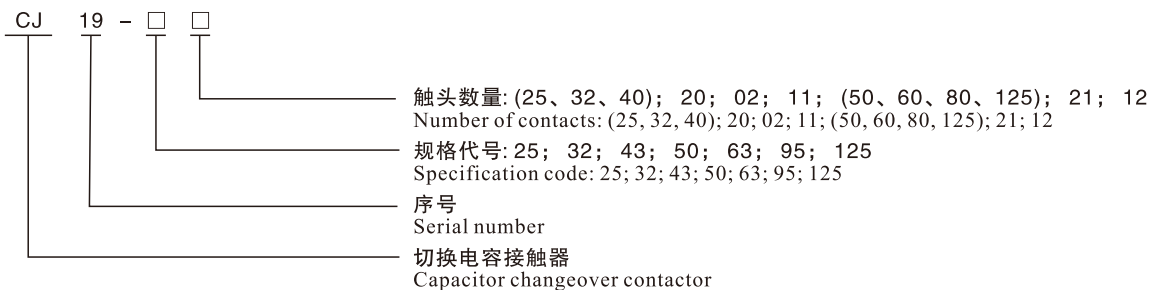 CJ 19 - □ □
触头数量: (25、32、40); 20; 02; 11; (50、60、80、125); 21; 12
Number of contacts: (25, 32, 40); 20; 02; 11; (50, 60, 80, 125); 21; 12
规格代号: 25; 32; 43; 50; 63; 95; 125
Specification code: 25; 32; 43; 50; 63; 95; 125
序号
Serial number
切换电容接触器
Capacitor changeover contactor